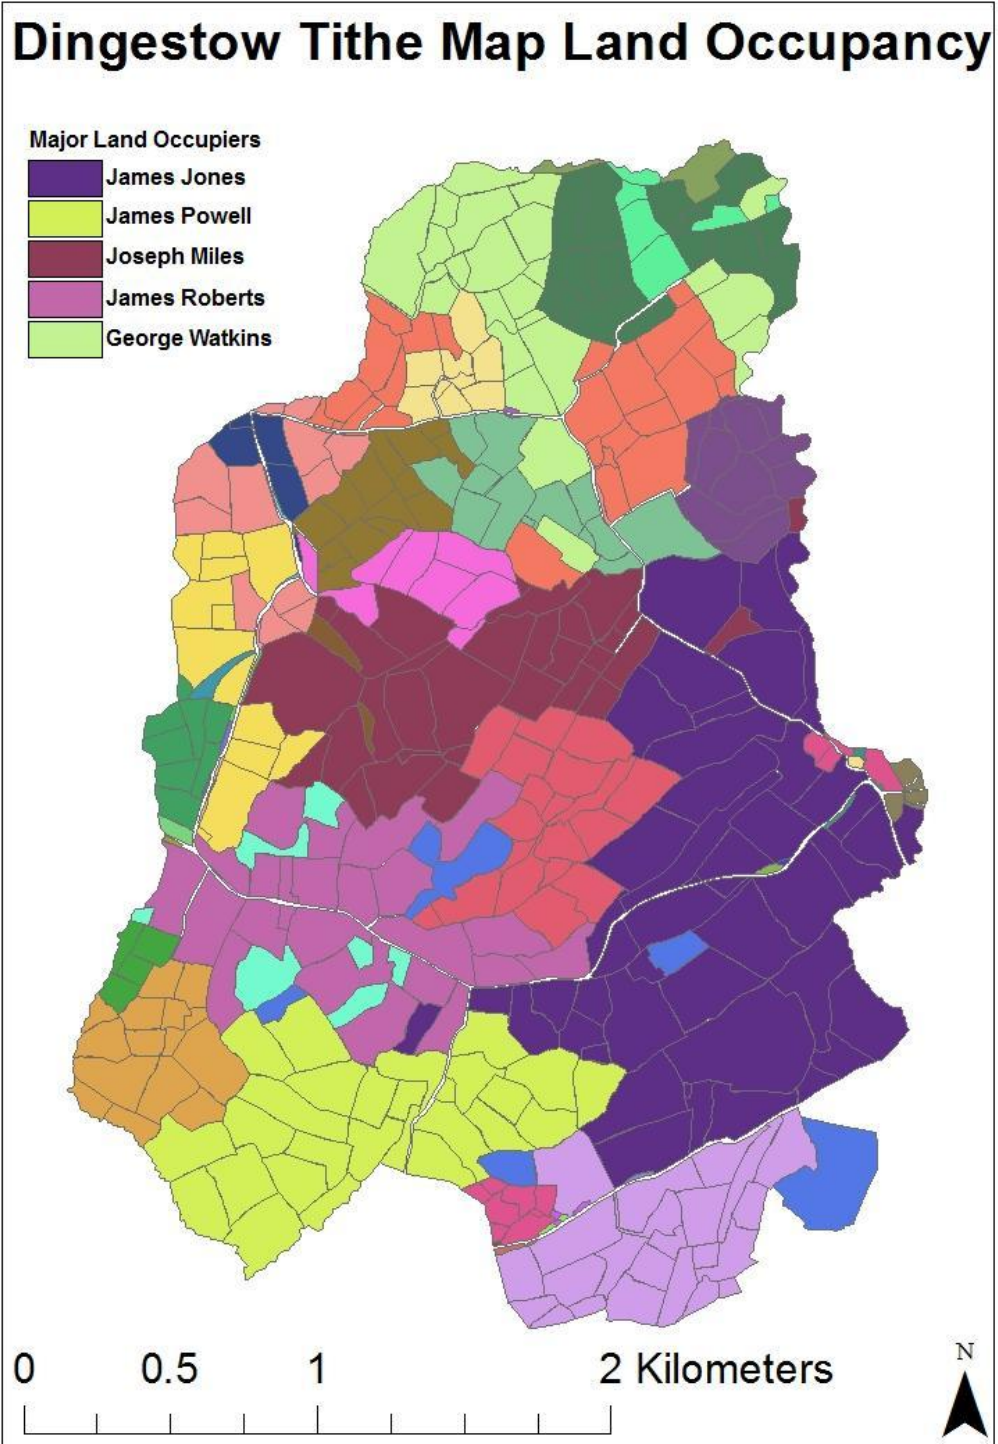 Dingestow Tithe Map Land Occupancy
Major Land Occupiers
James Jones
James Powell
Joseph Miles
James Roberts
George Watkins
0 0.5 1 2 Kilometers
N